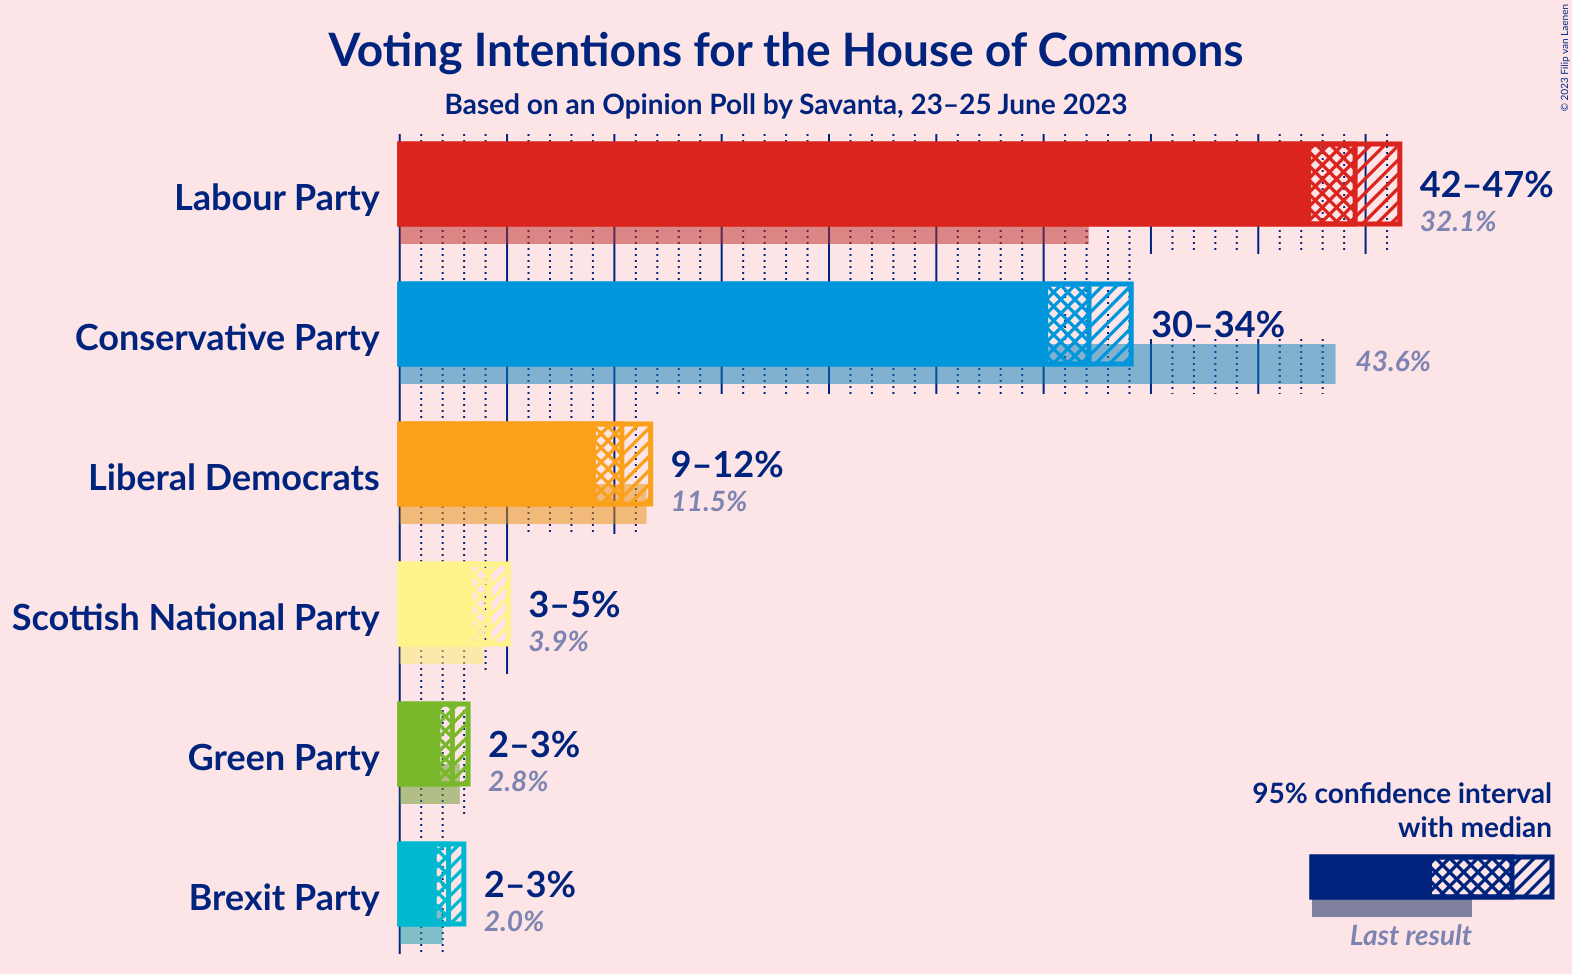 Voting Intentions for the House of Commons
Based on an Opinion Poll by Savanta, 23–25 June 2023
© 2023 Filip van Laenen
Labour Party
42–47%
32.1%
Conservative Party
30–34%
43.6%
Liberal Democrats
9–12%
11.5%
Scottish National Party
3–5%
3.9%
Green Party
2–3%
2.8%
Brexit Party
2–3%
2.0%
95% confidence interval
with median
Last result